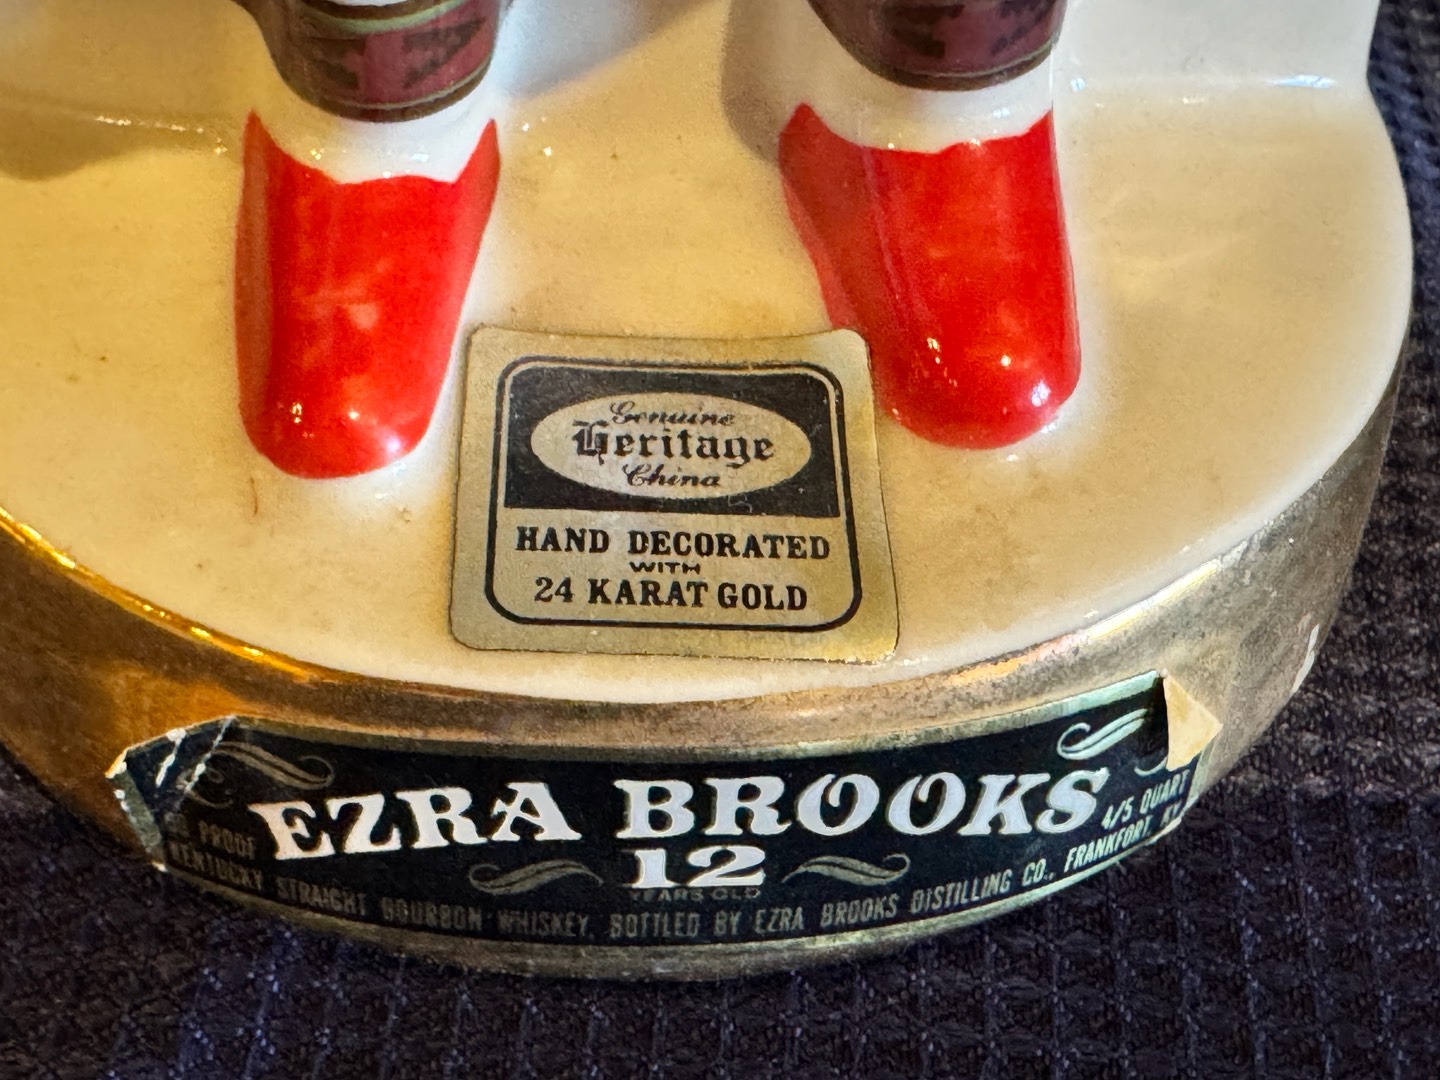 Genuine
Heritage
China
HAND DECORATED
WITH
24 KARAT GOLD
EZRA BROOKS
12
YEARS OLD
PROOF
4/5 QUART
KENTUCKY STRAIGHT BOURBON WHISKEY, BOTTLED BY EZRA BROOKS DISTILLING CO., FRANKFORT, KY.